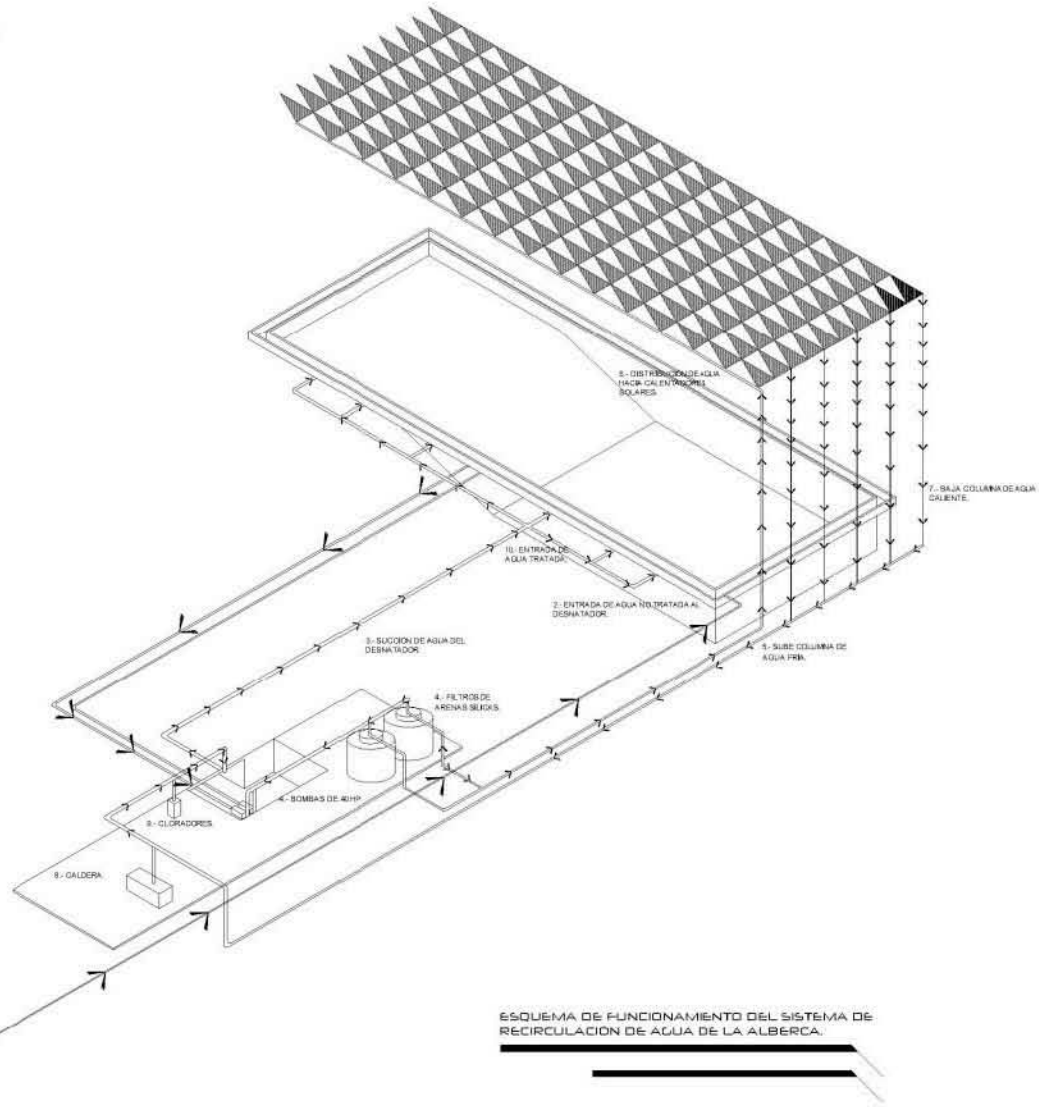 5.- DISTRIBUCION DE AGUA
HACIA CALENTADORES
SOLARES.
7.- BAJA COLUMNA DE AGUA
CALIENTE.
10.- ENTRADA DE
AGUA TRATADA.
2.- ENTRADA DE AGUA NO TRATADA AL
DESNATADOR.
3.- SUCCION DE AGUA DEL
DESNATADOR
5.- SUBE COLUMNA DE
AGUA FRIA.
4.- FILTROS DE
ARENAS SILICAS.
4.- BOMBAS DE 40 HP
9.- CLORADORES.
8.- CALDERA.
ESQUEMA DE FUNCIONAMIENTO DEL SISTEMA DE
RECIRCULACIÓN DE AGUA DE LA ALBERCA.